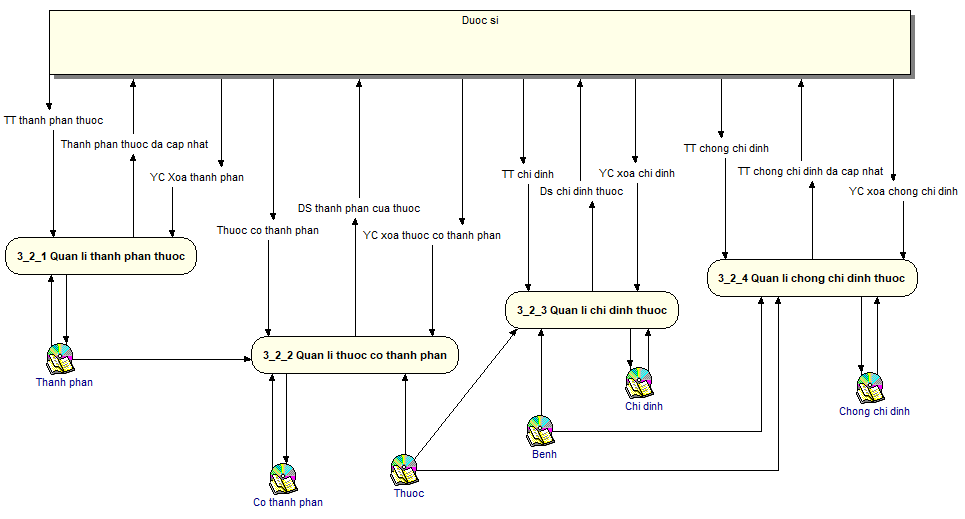 Duoc si
TT thanh phan thuoc
Thanh phan thuoc da cap nhat
YC Xoa thanh phan
Thuoc co thanh phan
DS thanh phan cua thuoc
YC xoa thuoc co thanh phan
TT chi dinh
Ds chi dinh thuoc
YC xoa chi dinh
TT chong chi dinh
TT chong chi dinh da cap nhat
YC xoa chong chi dinh
3_2_1 Quan li thanh phan thuoc
3_2_2 Quan li thuoc co thanh phan
3_2_3 Quan li chi dinh thuoc
3_2_4 Quan li chong chi dinh thuoc
Thanh phan
Co thanh phan
Thuoc
Benh
Chi dinh
Chong chi dinh